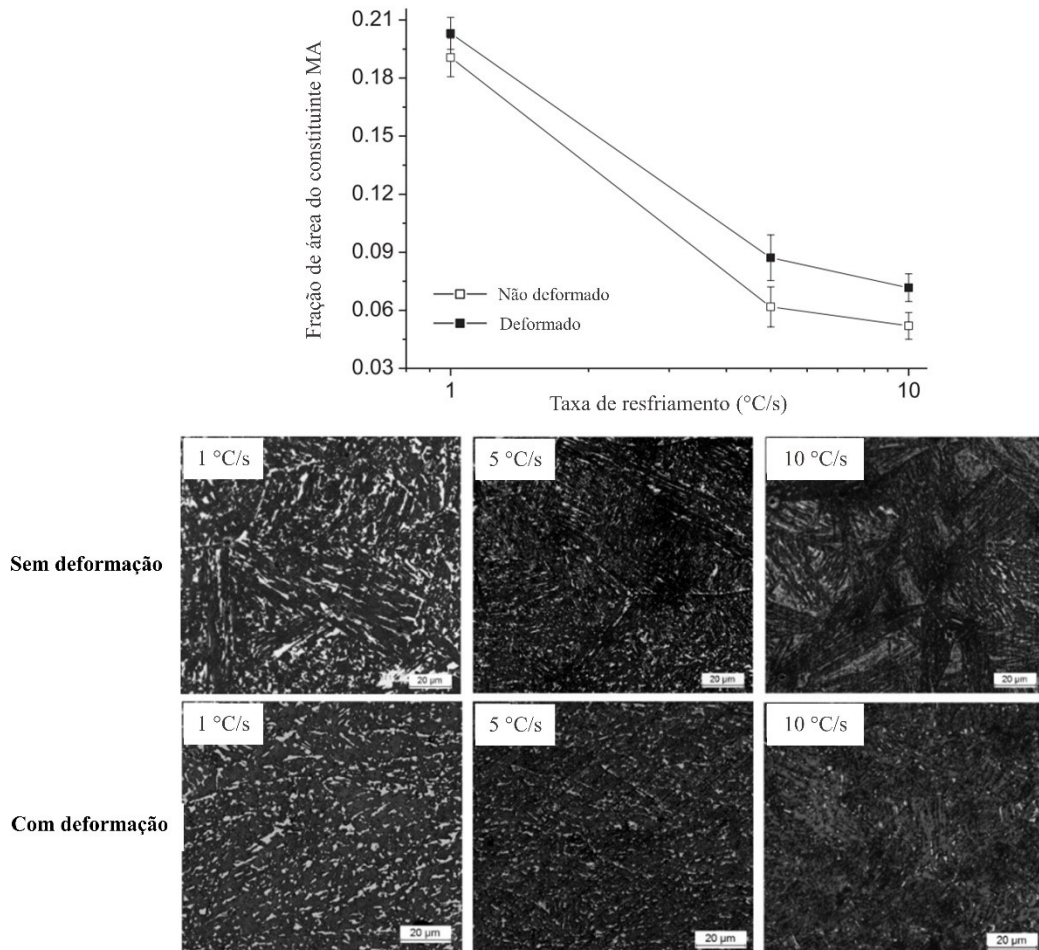 Fração de área do constituinte MA
0.21
0.18
0.15
0.12
0.09
0.06
0.03
Não deformado
Deformado
1
10
Taxa de resfriamento (°C/s)
Sem deformação
1 °C/s
20 µm
5 °C/s
20 µm
10 °C/s
20 µm
Com deformação
1 °C/s
20 µm
5 °C/s
20 µm
10 °C/s
20 µm